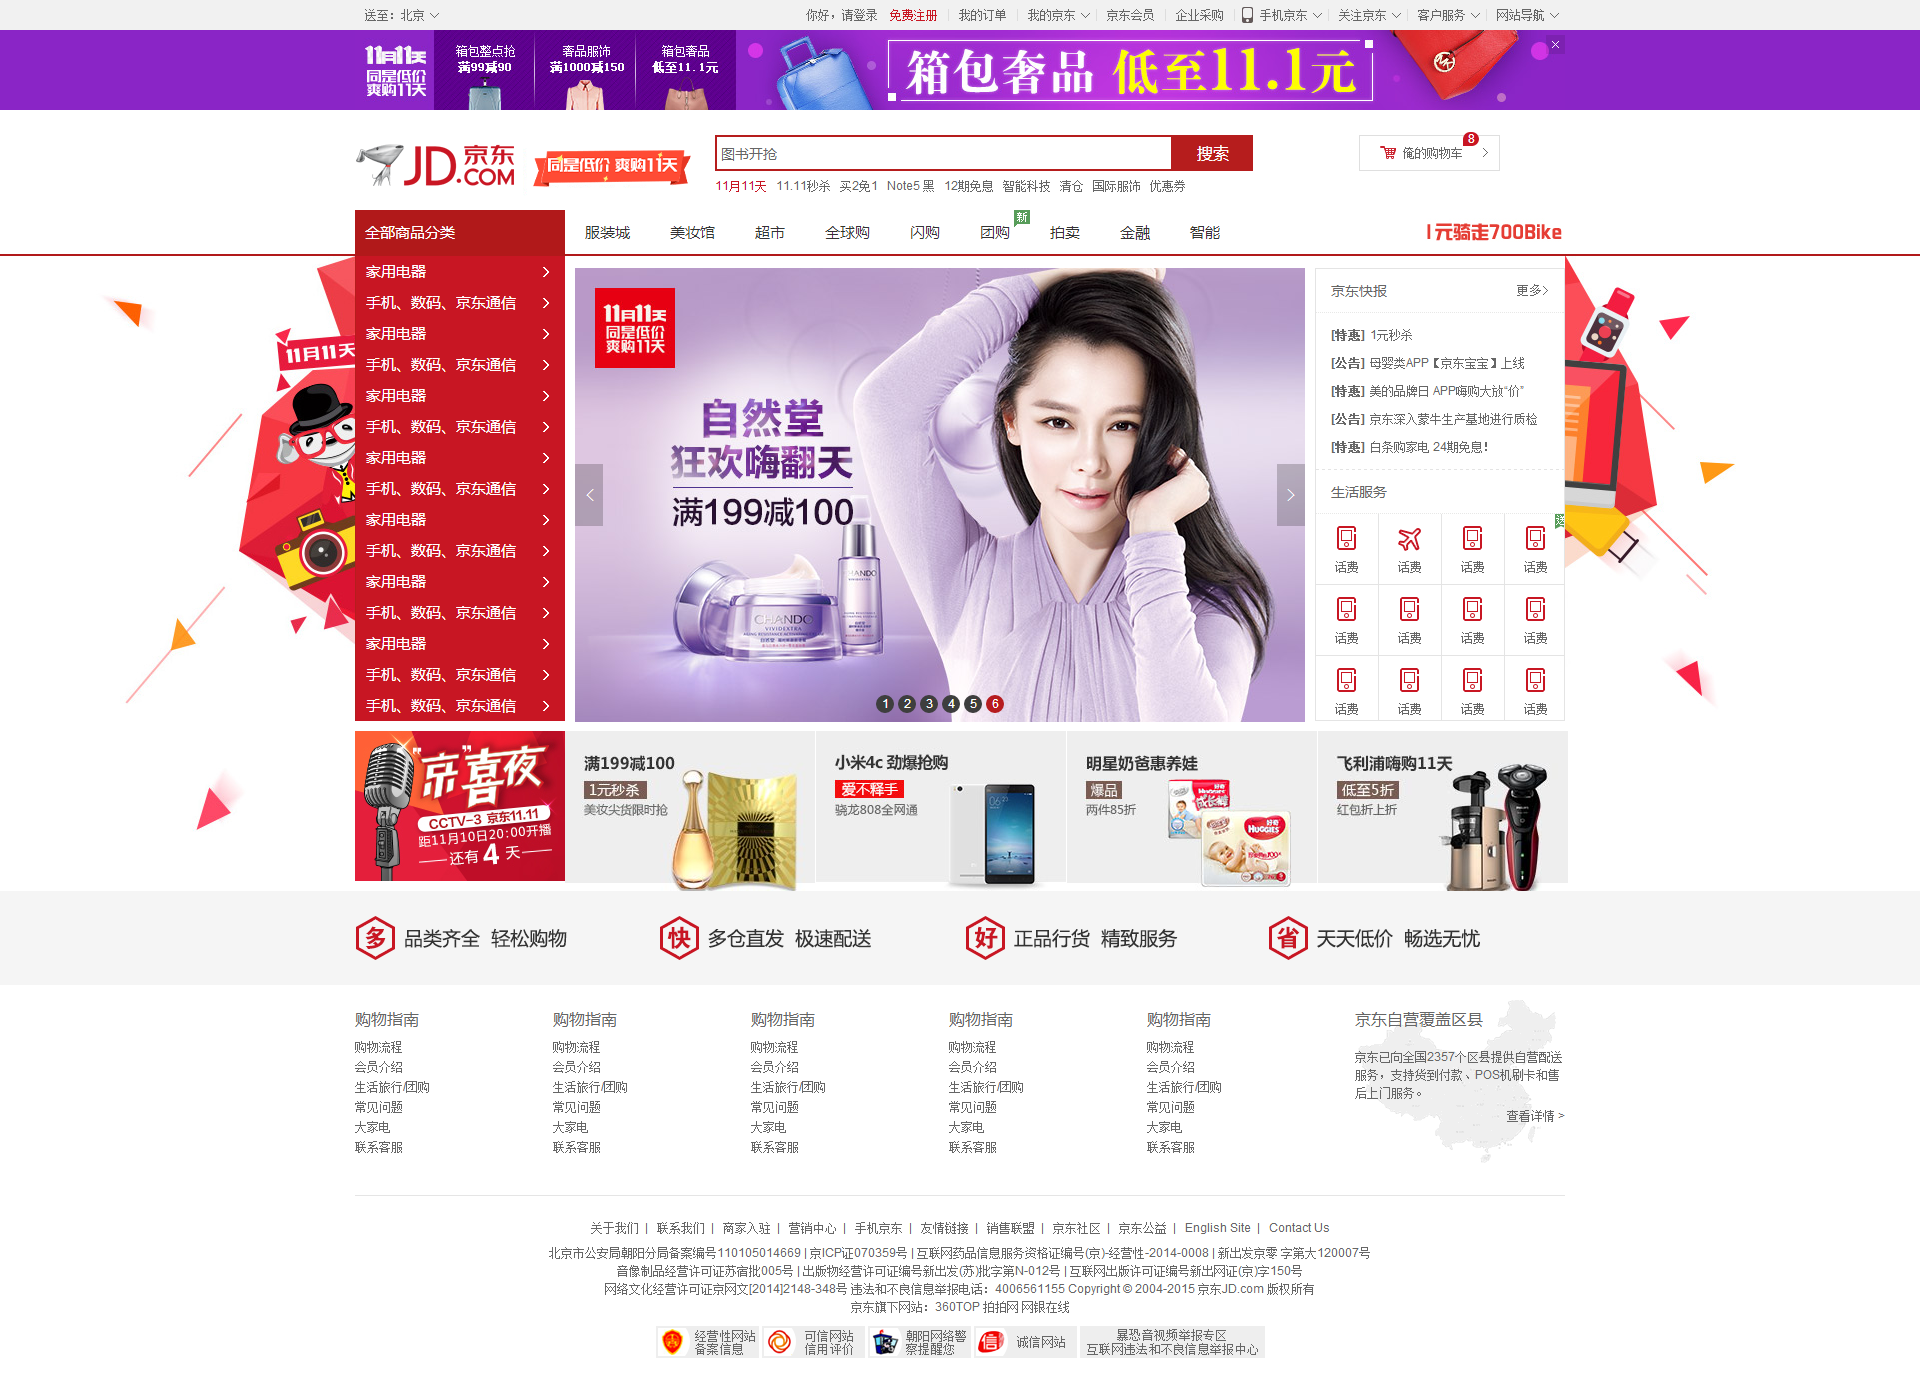 送至：北京
你好，请登录 免费注册 我的订单 我的京东 京东会员 企业采购 手机京东 关注京东 客户服务 网站导航
11月11天
同是低价
爽购11天
箱包整点抢
满99减90
奢品服饰
满1000减150
箱包奢品
低至11.1元
箱包奢品 低至11.1元
JD京东
.COM
同是低价 爽购11天
图书开抢
搜索
8
俺的购物车
11月11天 11.11秒杀 买2免1 Note5 黑 12期免息 智能科技 清仓 国际服饰 优惠券
全部商品分类
服装城 美妆馆 超市 全球购 闪购 团购 新 拍卖 金融 智能
1元骑走700Bike
家用电器
手机、数码、京东通信
家用电器
手机、数码、京东通信
家用电器
手机、数码、京东通信
家用电器
手机、数码、京东通信
家用电器
手机、数码、京东通信
家用电器
手机、数码、京东通信
家用电器
手机、数码、京东通信
手机、数码、京东通信
11月11天
11月11天
同是低价
爽购11天
自然堂
狂欢嗨翻天
满199减100
CHANDO
VIVIDEXTRA
1 2 3 4 5 6
京东快报
更多>
[特惠] 1元秒杀
[公告] 母婴类APP【京东宝宝】上线
[特惠] 美的品牌日 APP嗨购大放“价”
[公告] 京东深入蒙牛生产基地进行质检
[特惠] 白条购家电 24期免息！
生活服务
话费 话费 话费 话费
话费 话费 话费 话费
话费 话费 话费 话费
“京”喜夜
CCTV-3 京东11.11
距11月10日20:00开播
还有4天
满199减100
1元秒杀
美妆尖货限时抢
小米4c 劲爆抢购
爱不释手
骁龙808全网通
明星奶爸惠养娃
爆品
两件85折
HUGGIES
飞利浦嗨购11天
低至5折
红包折上折
多 品类齐全 轻松购物
快 多仓直发 极速配送
好 正品行货 精致服务
省 天天低价 畅选无忧
购物指南
购物流程
会员介绍
生活旅行/团购
常见问题
大家电
联系客服
购物指南
购物流程
会员介绍
生活旅行/团购
常见问题
大家电
联系客服
购物指南
购物流程
会员介绍
生活旅行/团购
常见问题
大家电
联系客服
购物指南
购物流程
会员介绍
生活旅行/团购
常见问题
大家电
联系客服
购物指南
购物流程
会员介绍
生活旅行/团购
常见问题
大家电
联系客服
京东自营覆盖区县
京东已向全国2357个区县提供自营配送
服务，支持货到付款、POS机刷卡和售
后上门服务。
查看详情 >
关于我们 | 联系我们 | 商家入驻 | 营销中心 | 手机京东 | 友情链接 | 销售联盟 | 京东社区 | 京东公益 | English Site | Contact Us
北京市公安局朝阳分局备案编号110105014669 | 京ICP证070359号 | 互联网药品信息服务资格证编号(京)-经营性-2014-0008 | 新出发京零 字第大120007号
音像制品经营许可证苏宿批005号 | 出版物经营许可证编号新出发(苏)批字第N-012号 | 互联网出版许可证编号新出网证(京)字150号
网络文化经营许可证京网文[2014]2148-348号 违法和不良信息举报电话：4006561155 Copyright © 2004-2015 京东JD.com 版权所有
京东旗下网站：360TOP 拍拍网 网银在线
经营性网站
备案信息
可信网站
信用评价
朝阳网络警
察提醒您
诚信网站
暴恐音视频举报专区
互联网违法和不良信息举报中心